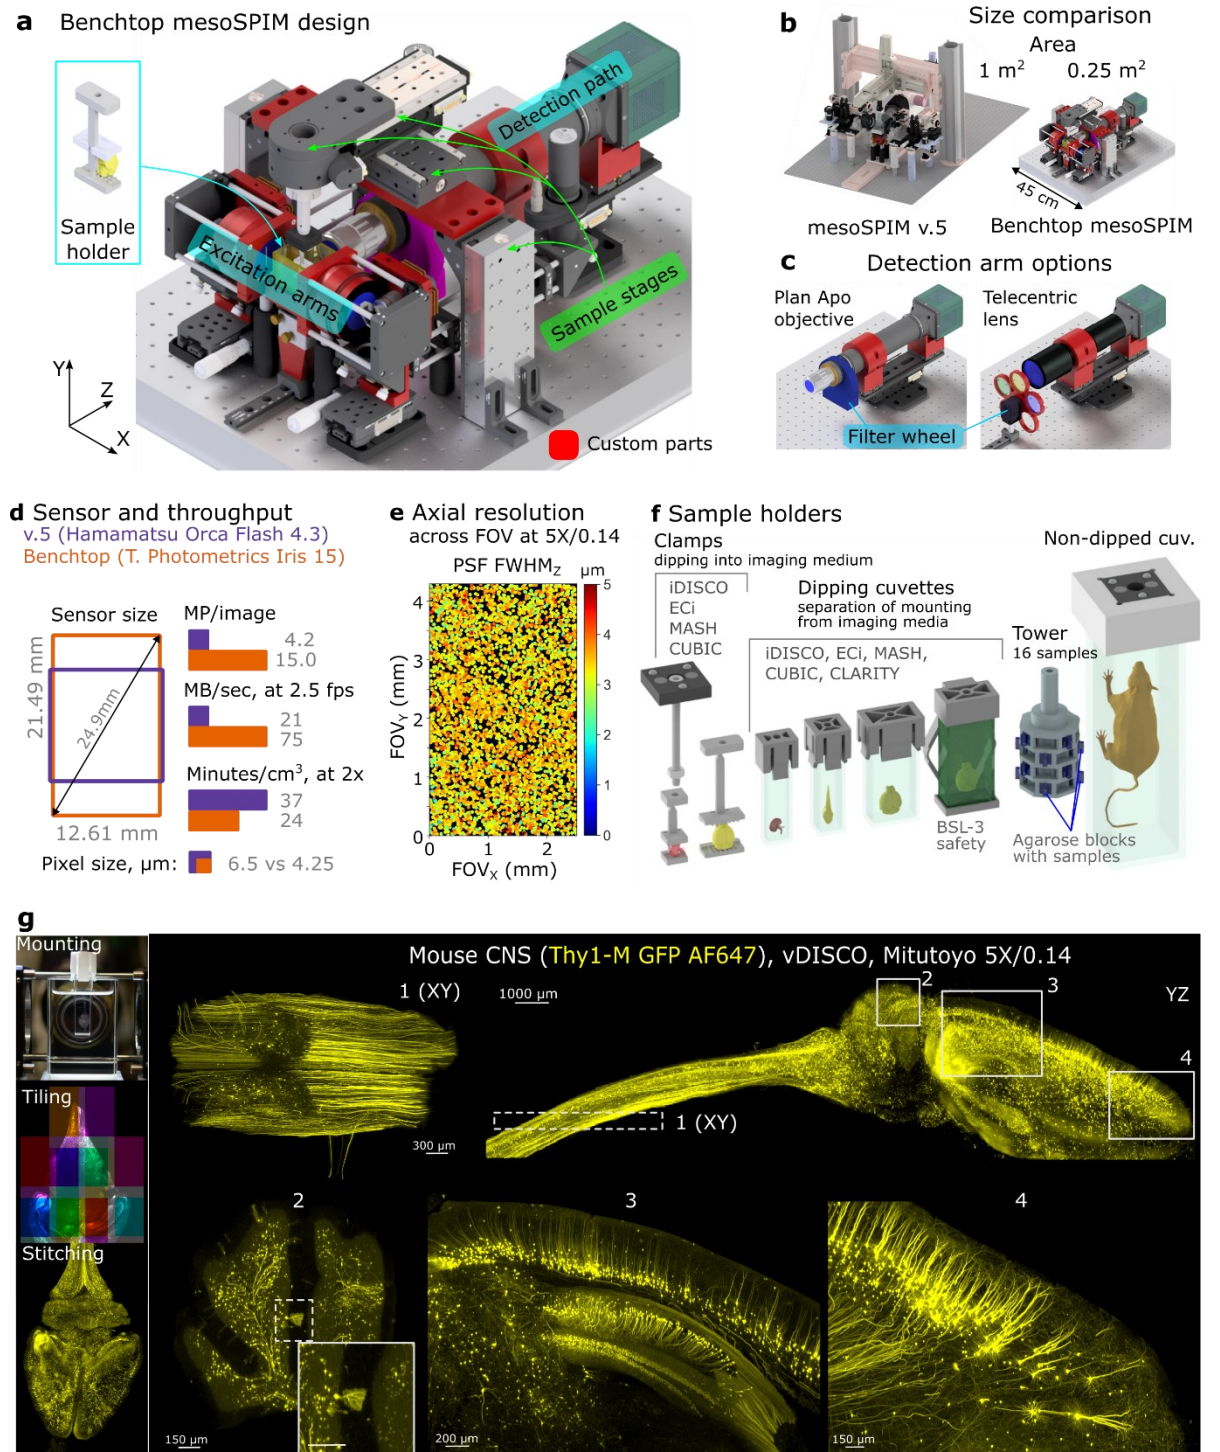 a Benchtop mesoSPIM design
Sample
holder
Detection path
Excitation arms
Sample stages
Y
Z
X
Custom parts
b Size comparison
Area
1 m²
0.25 m²
45 cm
mesoSPIM v.5
Benchtop mesoSPIM
c Detection arm options
Plan Apo
objective
Telecentric
lens
Filter wheel
d Sensor and throughput
v.5 (Hamamatsu Orca Flash 4.3)
Benchtop (T. Photometrics Iris 15)
Sensor size
21.49 mm
24.9mm
12.61 mm
MP/image
4.2
15.0
MB/sec, at 2.5 fps
21
75
Minutes/cm³, at 2x
37
24
Pixel size, µm: 6.5 vs 4.25
e Axial resolution
across FOV at 5X/0.14
PSF FWHM_Z
µm
5
4
3
2
1
0
FOV_Y (mm)
4
3
2
1
0
0 1 2
FOV_X (mm)
f Sample holders
Clamps
dipping into imaging medium
iDISCO
ECi
MASH
CUBIC
Dipping cuvettes
separation of mounting
from imaging media
iDISCO, ECi, MASH,
CUBIC, CLARITY
BSL-3
safety
Tower
16 samples
Agarose blocks
with samples
Non-dipped cuv.
g
Mounting
Tiling
Stitching
Mouse CNS (Thy1-M GFP AF647), vDISCO, Mitutoyo 5X/0.14
1 (XY)
300 µm
1000 µm
YZ
2
3
4
1 (XY)
2
150 µm
3
200 µm
4
150 µm